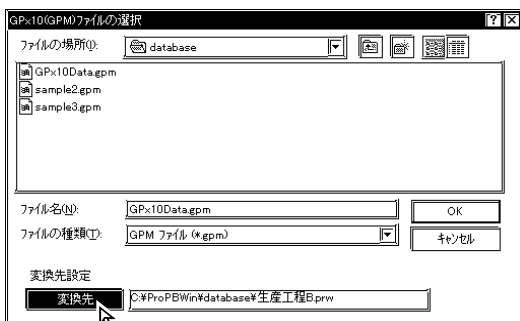 GPx10(GPM)ファイルの選択
ファイルの場所(I): database
GPx10Data.gpm
sample2.gpm
sample3.gpm
ファイル名(N): GPx10Data.gpm OK
ファイルの種類(T): GPM ファイル (*.gpm) キャンセル
変換先設定
変換先 C:¥ProPBWin¥database¥生産工程B.prw